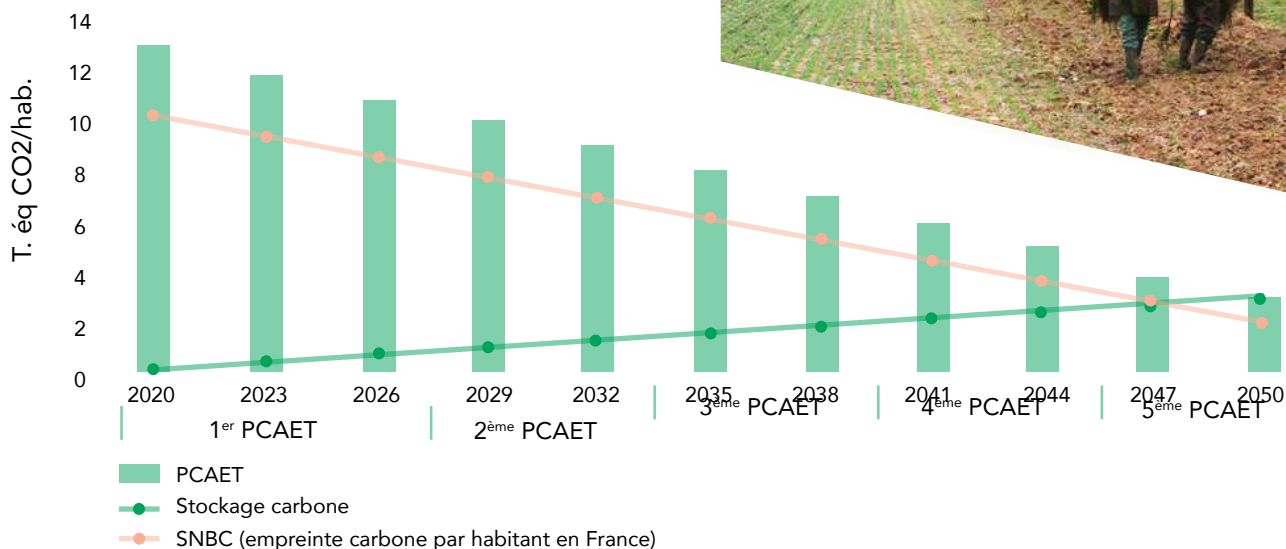 T. éq CO2/hab.
14
12
10
8
6
4
2
0
2020 2023 2026 2029 2032 2035 2038 2041 2044 2047 2050
1er PCAET 2ème PCAET 3ème PCAET 4ème PCAET 5ème PCAET
PCAET
Stockage carbone
SNBC (empreinte carbone par habitant en France)